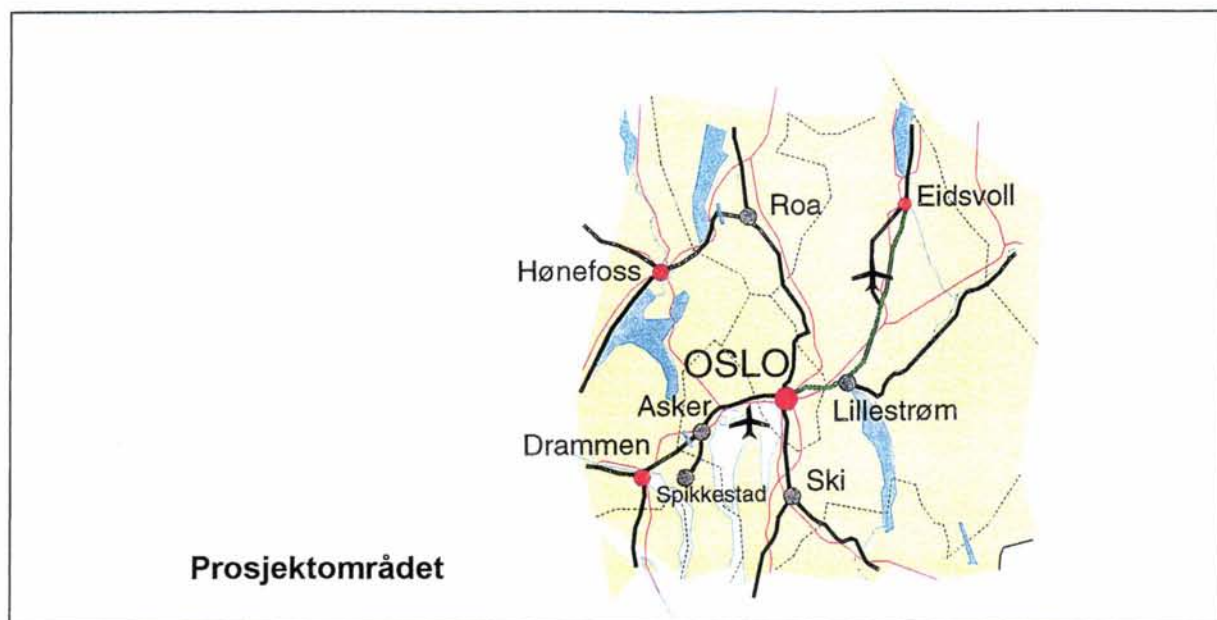 Roa
Eidsvoll
Hønefoss
OSLO
Asker
Lillestrøm
Drammen
Spikkestad
Ski
Prosjektområdet